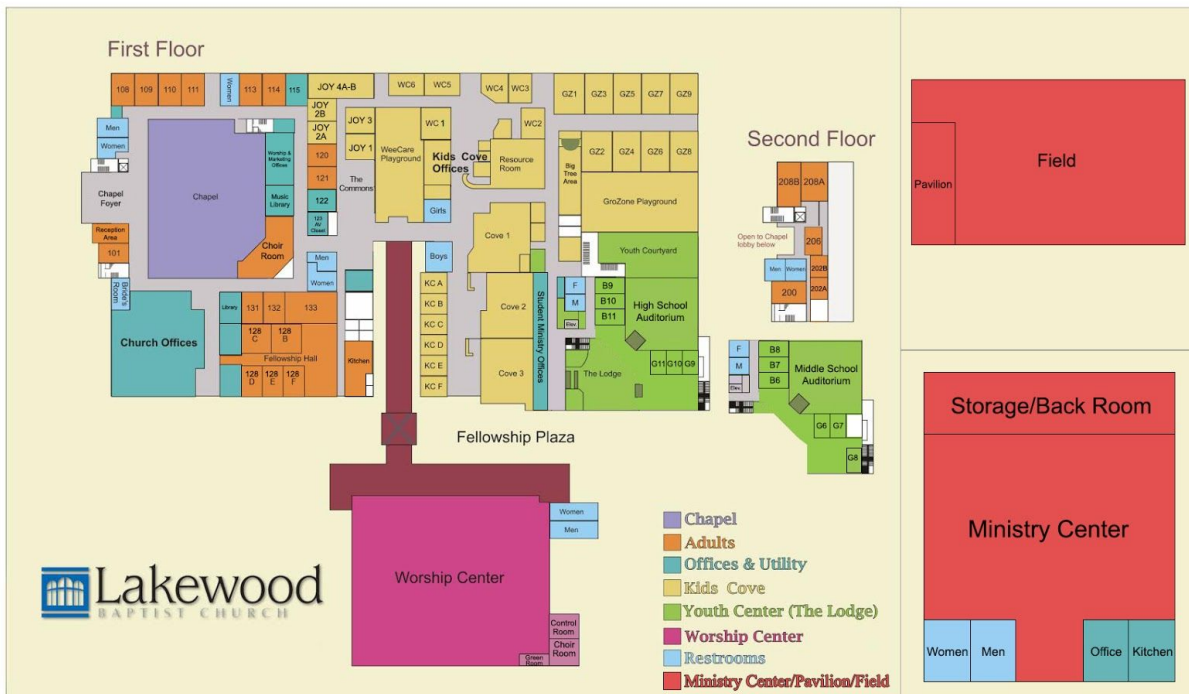 First Floor
108
109
110
111
Women
113
114
115
JOY 4A-B
WC6
WC5
WC4
WC3
GZ1
GZ3
GZ5
GZ7
GZ9
Men
Women
JOY
2B
JOY
2A
JOY 3
JOY 1
WC 1
WC2
WeeCare
Playground
Kids Cove
Offices
Resource
Room
Big
Tree
Area
GZ2
GZ4
GZ6
GZ8
Chapel
Foyer
Chapel
Worship &
Marketing
Offices
Music
Library
120
121
122
123
AV
Closet
The
Commons
Girls
GroZone Playground
Reception
Area
101
Choir
Room
Men
Women
Boys
Cove 1
Youth Courtyard
Bride's
Room
Church Offices
Library
131
132
133
128
C
128
B
Fellowship Hall
128
D
128
E
128
F
Kitchen
KC A
KC B
KC C
KC D
KC E
KC F
Cove 2
Cove 3
Student Ministry Offices
F
M
Elev
B9
B10
B11
High School
Auditorium
G11
G10
G9
The Lodge
Second Floor
208B
208A
Open to Chapel
lobby below
206
Men
Women
202B
202A
200
F
M
Elev
B8
B7
B6
Middle School
Auditorium
G6
G7
G8
Fellowship Plaza
Women
Men
Worship Center
Control
Room
Choir
Room
Green
Room
Lakewood
BAPTIST CHURCH
Chapel
Adults
Offices & Utility
Kids Cove
Youth Center (The Lodge)
Worship Center
Restrooms
Ministry Center/Pavilion/Field
Field
Pavilion
Storage/Back Room
Ministry Center
Women
Men
Office
Kitchen